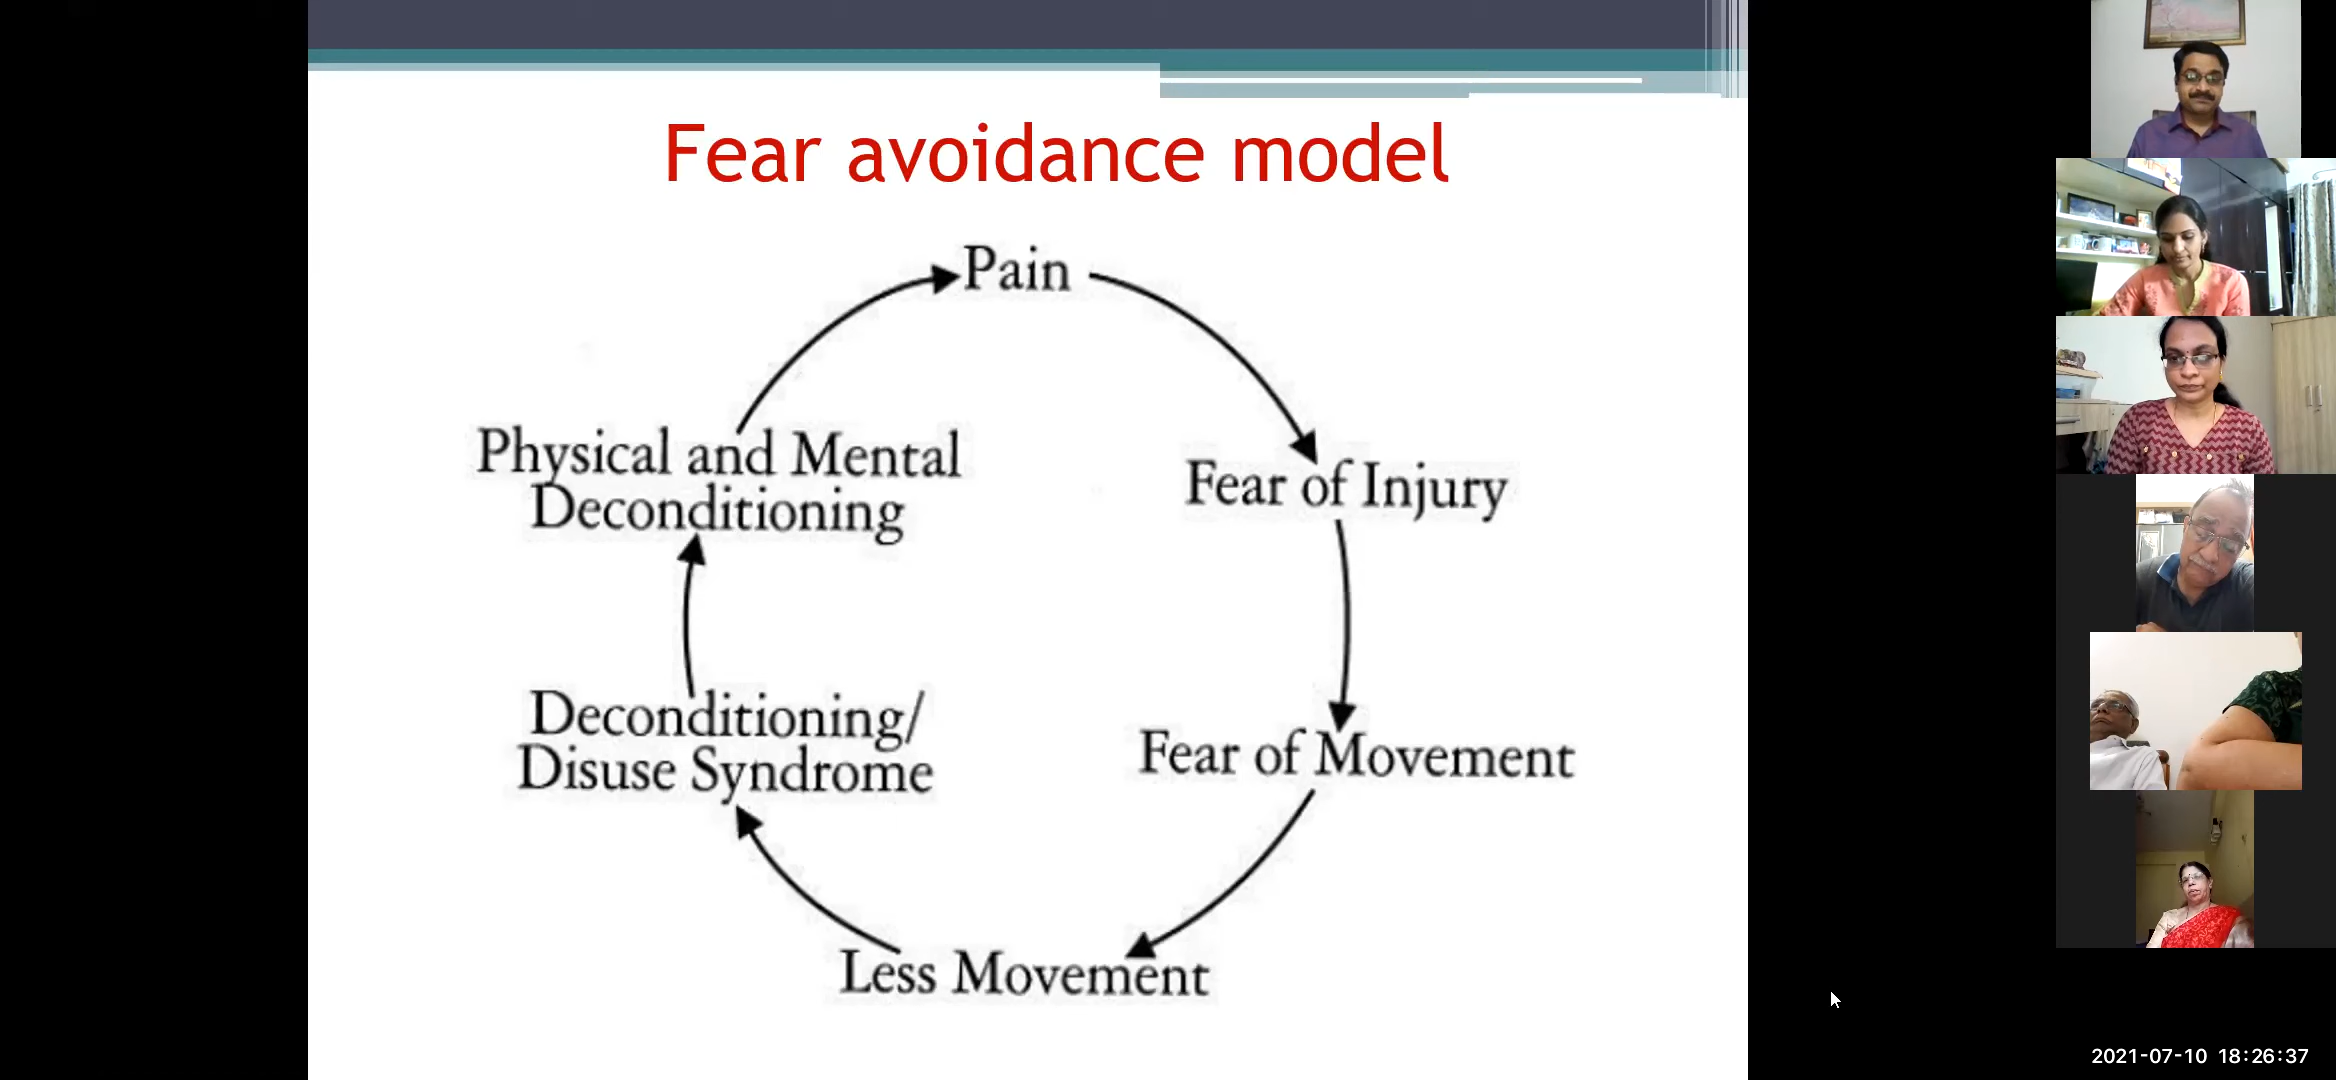 Fear avoidance model
Pain
Fear of Injury
Fear of Movement
Less Movement
Deconditioning/
Disuse Syndrome
Physical and Mental
Deconditioning
2021-07-10 18:26:37